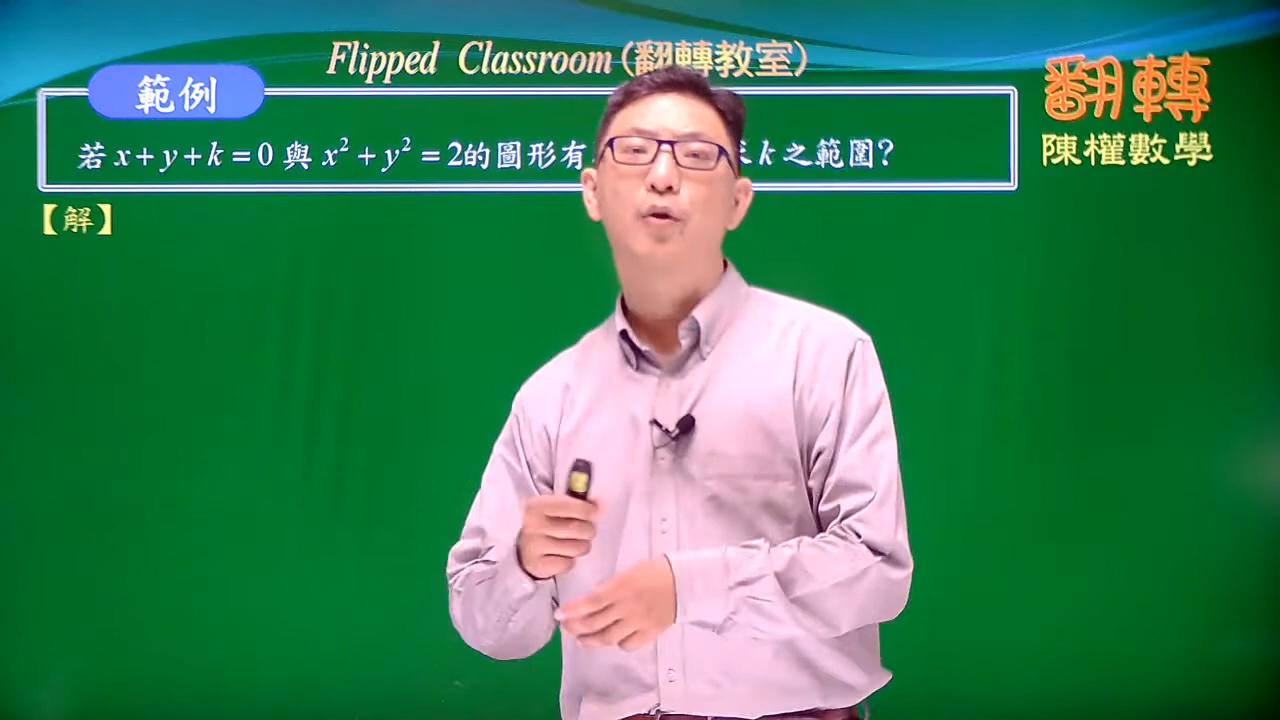 Flipped Classroom (翻轉教室)
翻轉
陳權數學
範例
若 x + y + k = 0 與 x² + y² = 2的圖形有 k 之範圍?
【解】